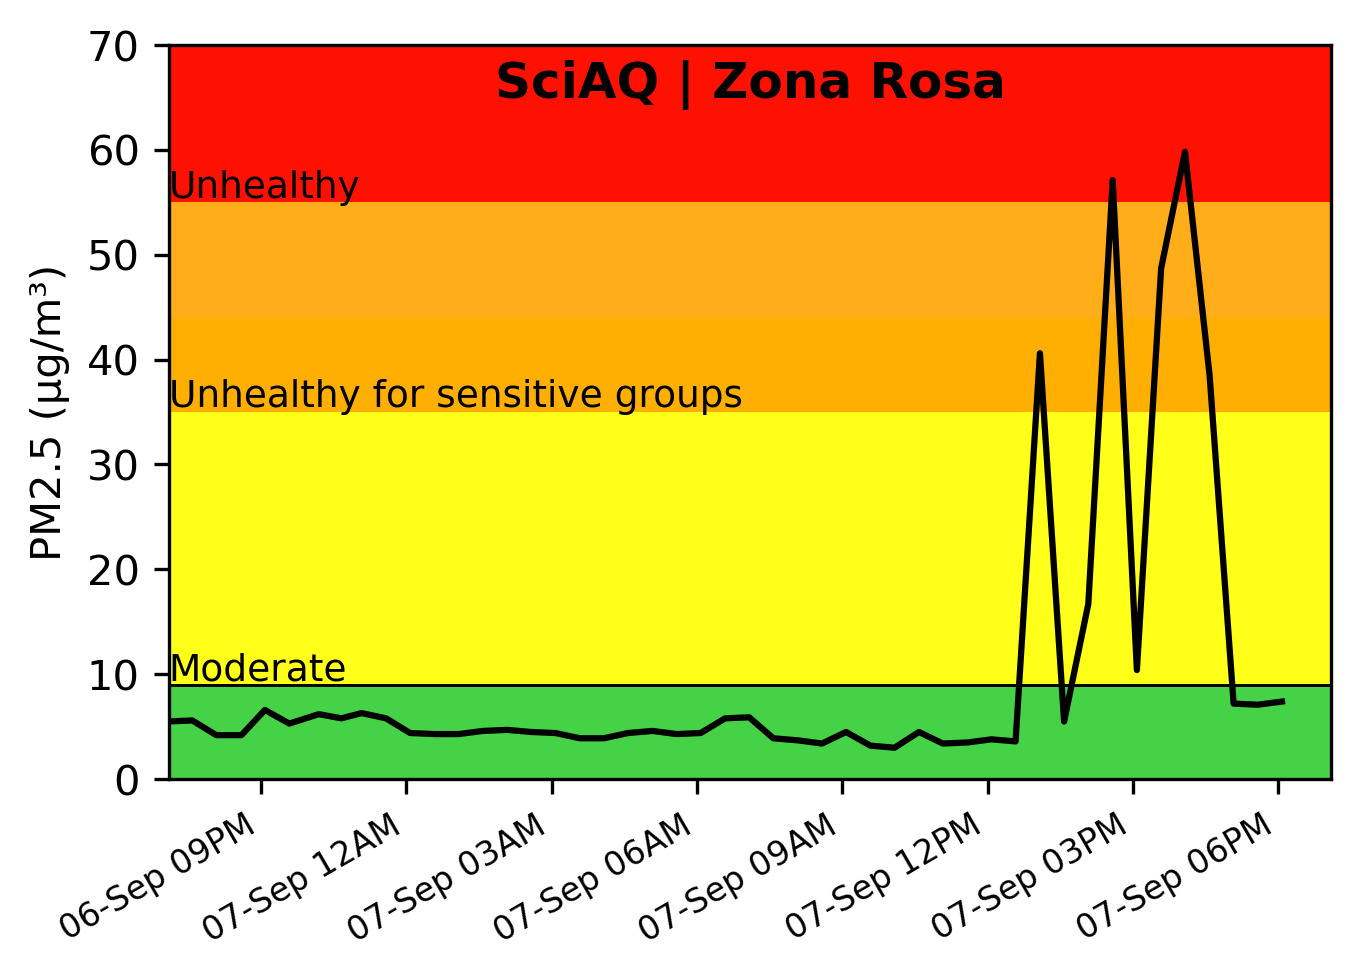 SciAQ | Zona Rosa
70
60
50
40
30
20
10
0
PM2.5 (µg/m³)
Unhealthy
Unhealthy for sensitive groups
Moderate
06-Sep 09PM
07-Sep 12AM
07-Sep 03AM
07-Sep 06AM
07-Sep 09AM
07-Sep 12PM
07-Sep 03PM
07-Sep 06PM